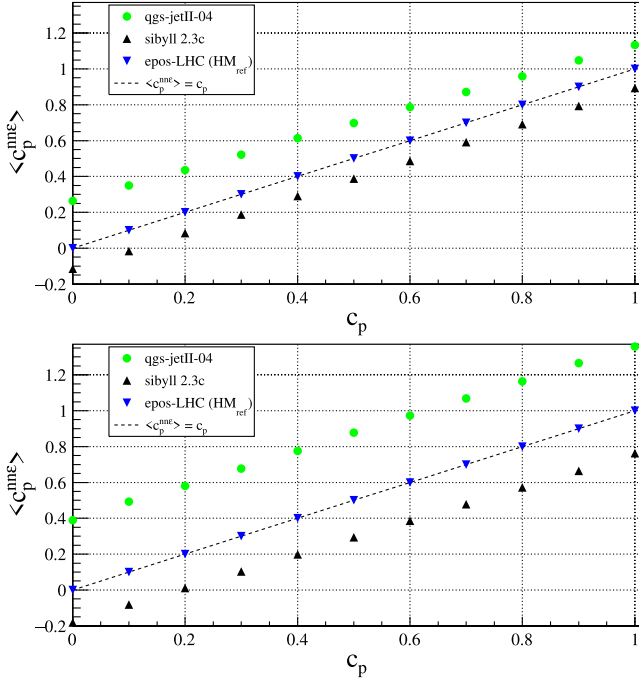 qgs-jetII-04
sibyll 2.3c
epos-LHC (HM_ref)
<c_p^nnε> = c_p
1.2
1
0.8
0.6
0.4
0.2
0
−0.2
<c_p^nnε>
0 0.2 0.4 0.6 0.8 1
c_p
qgs-jetII-04
sibyll 2.3c
epos-LHC (HM_ref)
<c_p^nnε> = c_p
1.2
1
0.8
0.6
0.4
0.2
0
−0.2
<c_p^nnε>
0 0.2 0.4 0.6 0.8 1
c_p